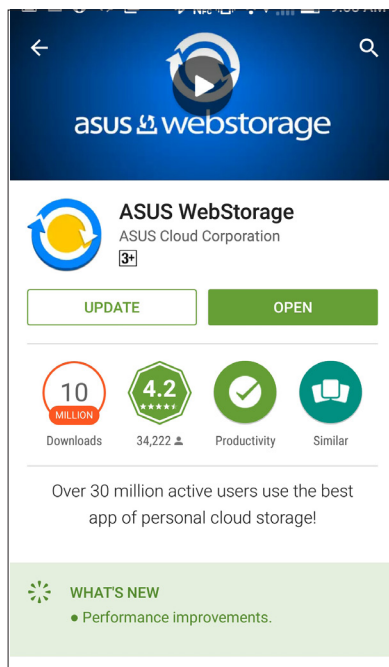 asus webstorage
ASUS WebStorage
ASUS Cloud Corporation
3+
UPDATE OPEN
10 MILLION
4.2
Downloads 34,222 Productivity Similar
Over 30 million active users use the best
app of personal cloud storage!
WHAT'S NEW
● Performance improvements.